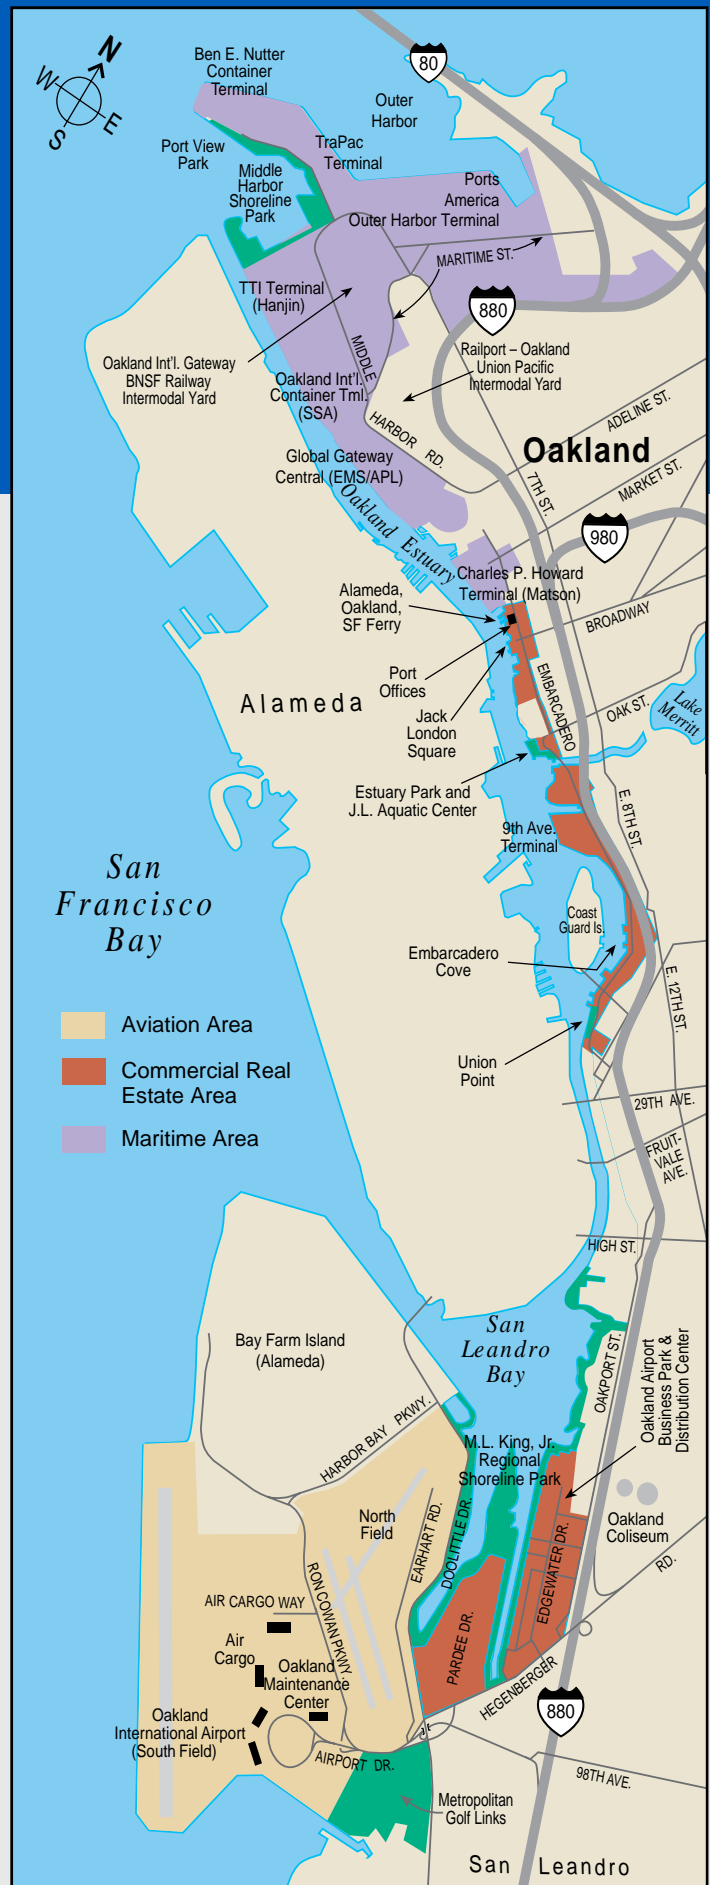 N
W
E
S
Ben E. Nutter
Container
Terminal
80
Outer
Harbor
Port View
Park
TraPac
Terminal
Middle
Harbor
Shoreline
Park
Ports
America
Outer Harbor Terminal
MARITIME ST.
TTI Terminal
(Hanjin)
880
MIDDLE
HARBOR RD.
Oakland Int'l. Gateway
BNSF Railway
Intermodal Yard
Railport – Oakland
Union Pacific
Intermodal Yard
Oakland Int'l.
Container Tml.
(SSA)
ADELINE ST.
Oakland
Global Gateway
Central (EMS/APL)
7TH ST.
MARKET ST.
Oakland Estuary
980
Charles P. Howard
Terminal (Matson)
Alameda,
Oakland,
SF Ferry
BROADWAY
Port
Offices
EMBARCADERO
Alameda
OAK ST.
Lake
Merritt
Jack
London
Square
Estuary Park and
J.L. Aquatic Center
E. 8TH ST.
9th Ave.
Terminal
San
Francisco
Bay
Coast
Guard Is.
Embarcadero
Cove
E. 12TH ST.
Aviation Area
Commercial Real
Estate Area
Maritime Area
Union
Point
29TH AVE.
FRUIT-
VALE
AVE.
HIGH ST.
San
Leandro
Bay
Bay Farm Island
(Alameda)
OAKPORT ST.
Oakland Airport
Business Park &
Distribution Center
HARBOR BAY PKWY.
M.L. King, Jr.
Regional
Shoreline Park
North
Field
EARHART RD.
DOOLITTLE DR.
EDGEWATER DR.
Oakland
Coliseum
HEGENBERGER
RD.
RON COWAN PKWY.
AIR CARGO WAY
PARDEE DR.
Air
Cargo
Oakland
Maintenance
Center
Oakland
International Airport
(South Field)
AIRPORT DR.
880
98TH AVE.
Metropolitan
Golf Links
San Leandro